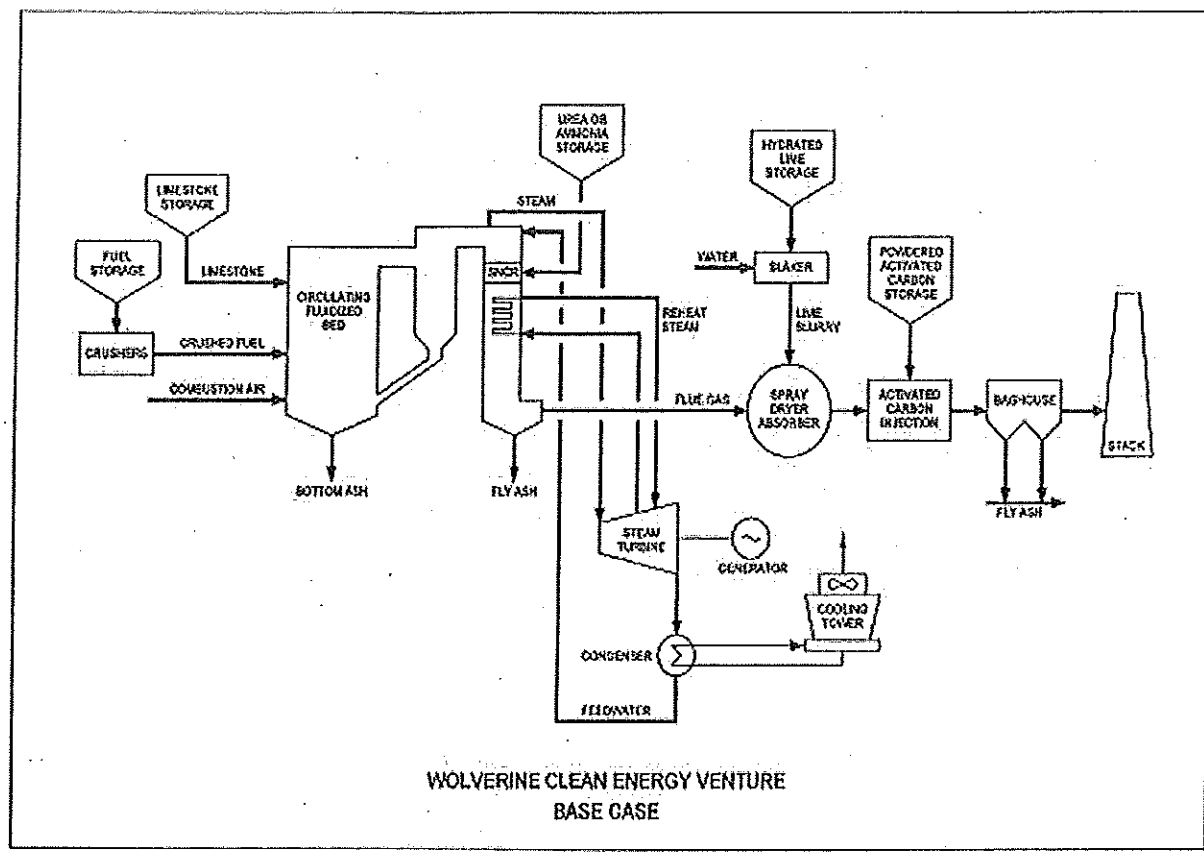 UREA OR
AMMONIA
STORAGE
HYDRATED
LIME
STORAGE
LIMESTONE
STORAGE
STEAM
FUEL
STORAGE
LIMESTONE
SNCR
WATER
SLAKER
POWDERED
ACTIVATED
CARBON
STORAGE
CIRCULATING
FLUIDIZED
BED
REHEAT
STEAM
LIME
SLURRY
CRUSHERS
CRUSHED FUEL
COMBUSTION AIR
FLUE GAS
SPRAY
DRYER
ABSORBER
ACTIVATED
CARBON
INJECTION
BAGHOUSE
STACK
BOTTOM ASH
FLY ASH
FLY ASH
STEAM
TURBINE
GENERATOR
COOLING
TOWER
CONDENSER
FEEDWATER
WOLVERINE CLEAN ENERGY VENTURE
BASE CASE